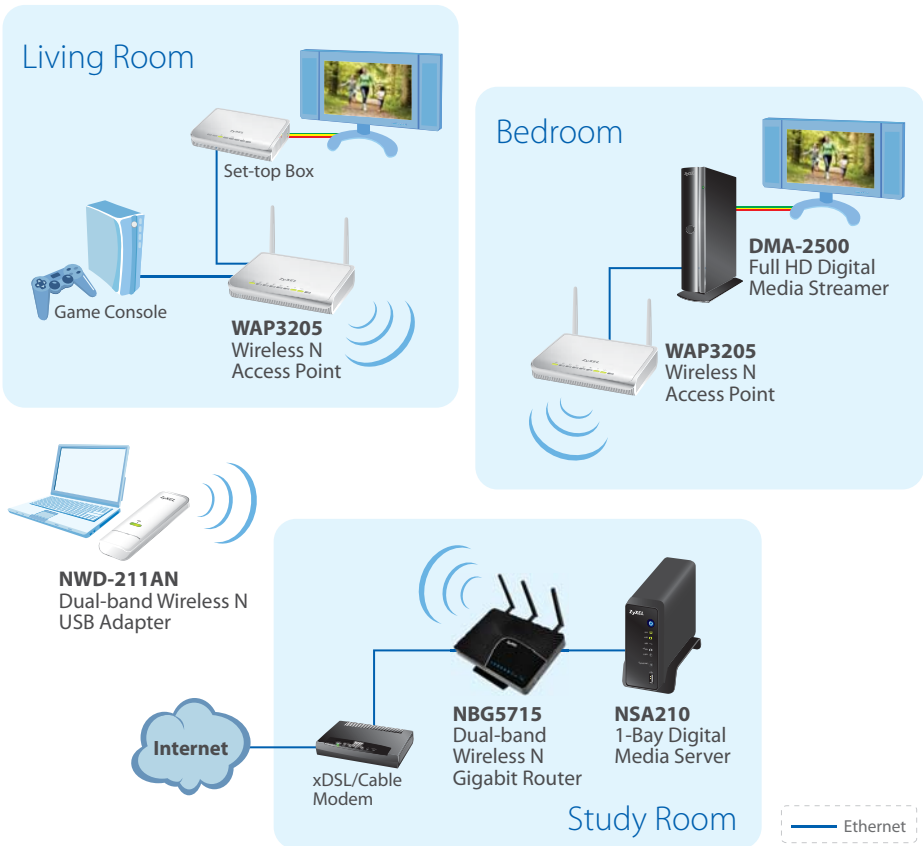 Living Room
Set-top Box
Game Console
WAP3205
Wireless N
Access Point
Bedroom
DMA-2500
Full HD Digital
Media Streamer
WAP3205
Wireless N
Access Point
ZyXEL
NWD-211AN
Dual-band Wireless N
USB Adapter
Internet
xDSL/Cable
Modem
NBG5715
Dual-band
Wireless N
Gigabit Router
ZyXEL
NSA210
1-Bay Digital
Media Server
Study Room
Ethernet